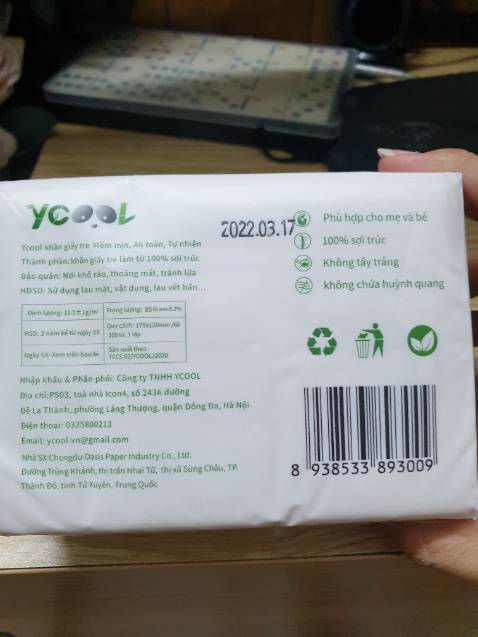 YCOOL
2022.03.17
Ycool khăn giấy tre Mềm mịn, An toàn, Tự nhiên
Thành phần: khăn giấy tre làm từ 100% sợi trúc
Bảo quản: Nơi khô ráo, thoáng mát, tránh lửa
HDSD: Sử dụng lau mặt, vật dụng, lau vết bẩn...
Phù hợp cho mẹ và bé
100% sợi trúc
Không tẩy trắng
không chứa huỳnh quang
Định lượng: 13.3±1g/m²
Trọng lượng: 85 Gram±2%
HSD: 3 năm kể từ ngày SX
Quy cách: 175x120mm/60
300 tờ, 3 lớp.
Ngày SX: Xem trên bao bì
Sản xuất theo:
TCCS 02/YCOOL/2020
Nhập khẩu & Phân phối: Công ty TNHH YCOOL
Địa chỉ:P503, toà nhà Icon4, số 243A đường
Đê La Thành, phường Láng Thượng, quận Đống Đa, Hà Nội
Điện thoại: 0325800213
Email: ycool.vn@gmail.com
Nhà SX:Chengdu Oasis Paper Industry Co., Ltd.
Đường Trùng Khánh, thị trấn Nhai Tử, thị xã Sùng Châu, TP.
Thành Đô, tỉnh Tứ Xuyên, Trung Quốc
8 938533 893009